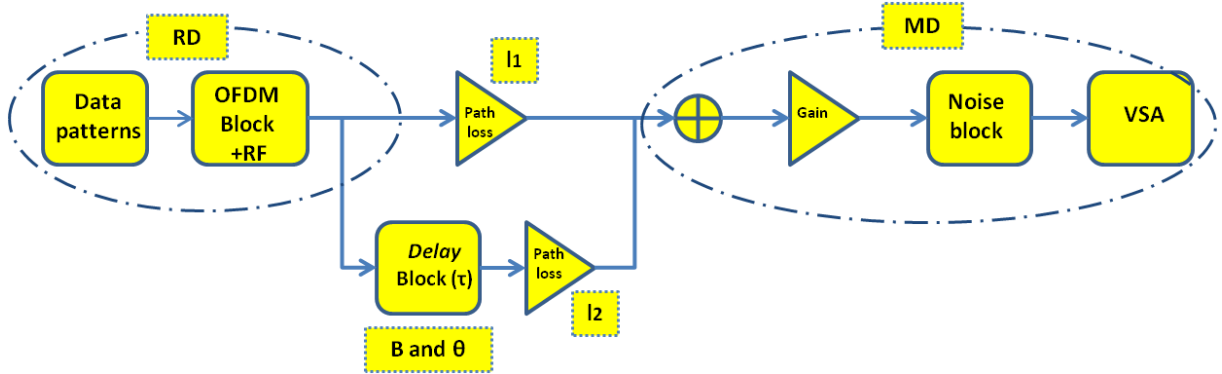 RD
MD
l1
Data
patterns
OFDM
Block
+RF
Path
loss
Gain
Noise
block
VSA
Delay
Block (τ)
Path
loss
l2
B and θ